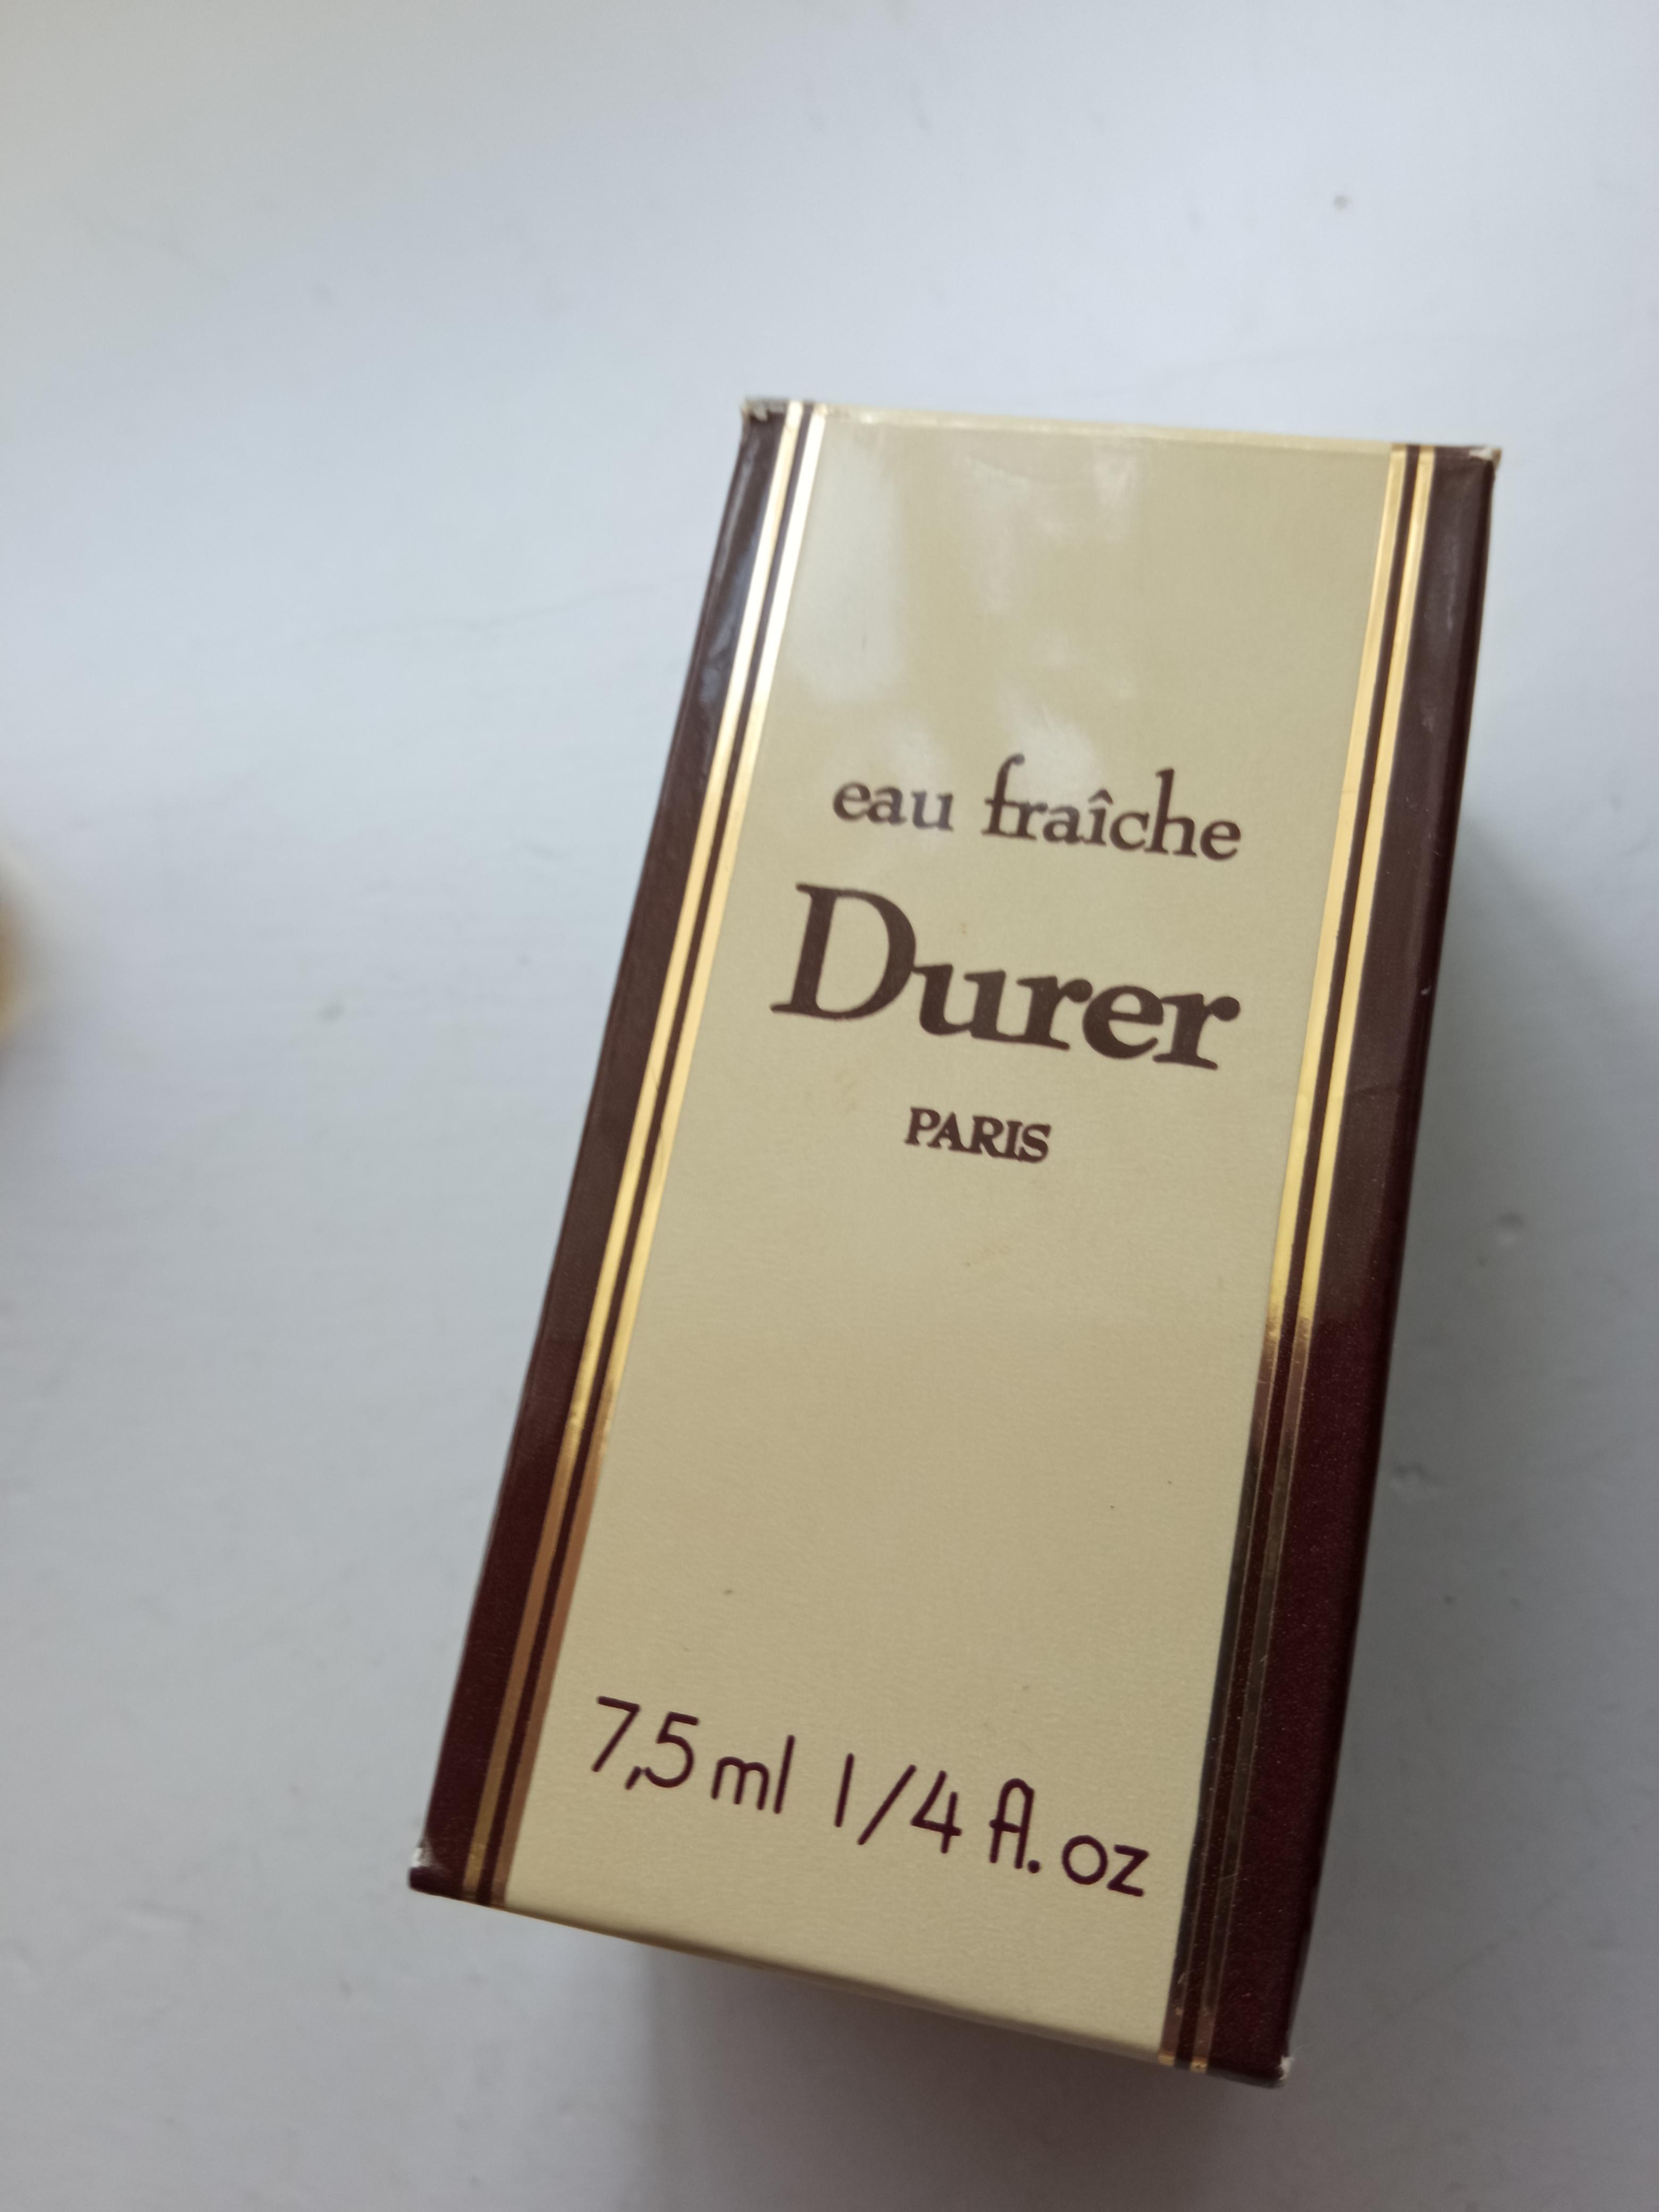 eau fraîche
Durer
PARIS
7,5 ml 1/4 fl. oz